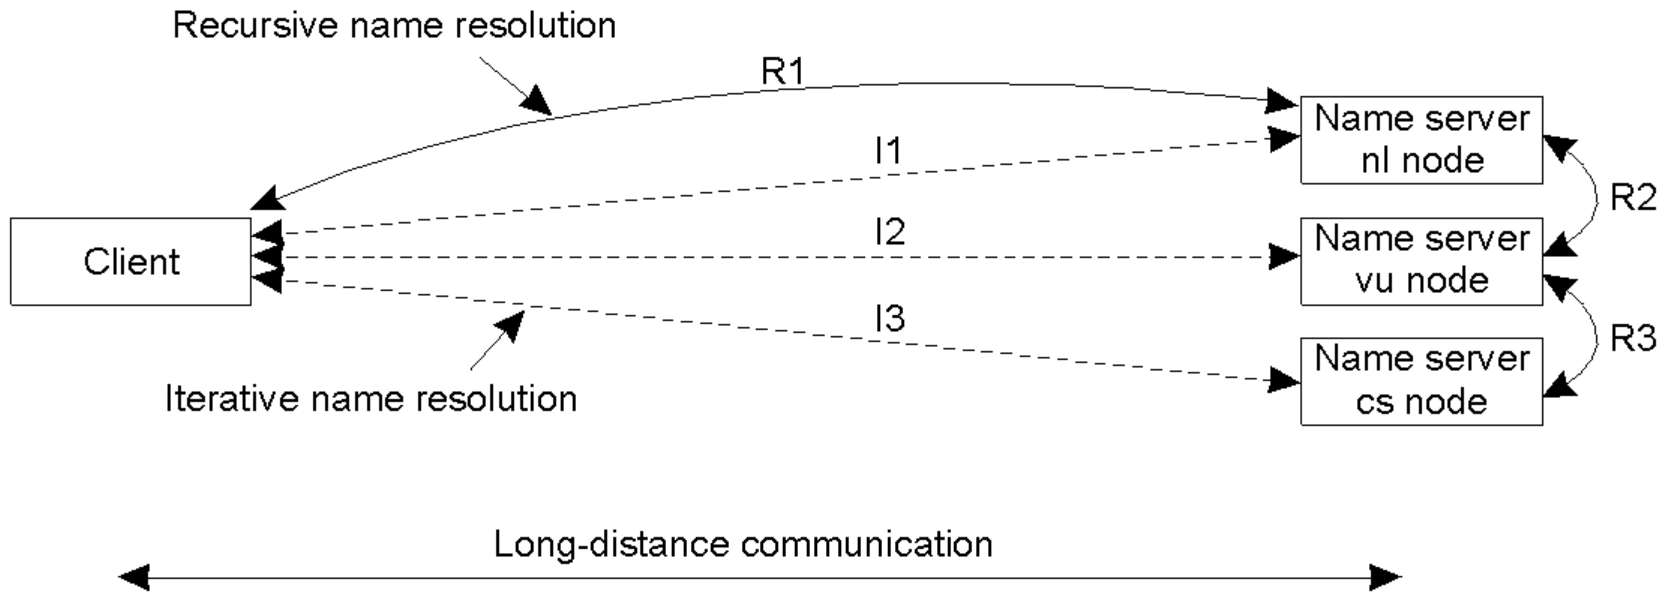 Recursive name resolution
R1
Name server
nl node
I1
R2
Client
I2
Name server
vu node
I3
R3
Name server
cs node
Iterative name resolution
Long-distance communication